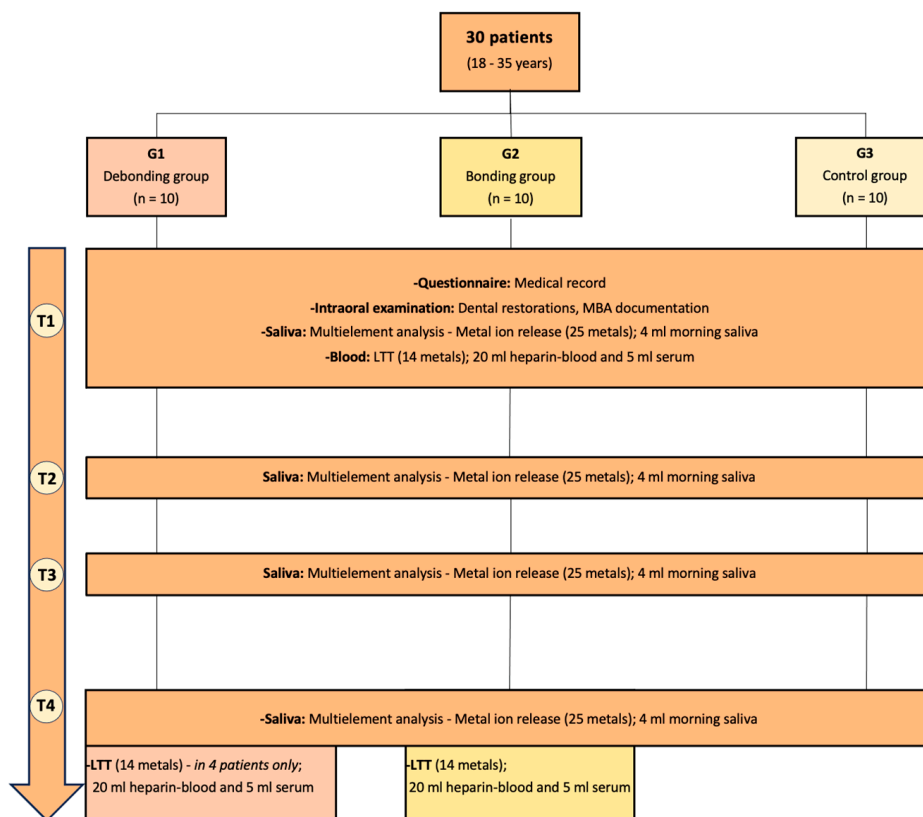 30 patients
(18 - 35 years)
G1
Debonding group
(n = 10)
G2
Bonding group
(n = 10)
G3
Control group
(n = 10)
T1
-Questionnaire: Medical record
-Intraoral examination: Dental restorations, MBA documentation
-Saliva: Multielement analysis - Metal ion release (25 metals); 4 ml morning saliva
-Blood: LTT (14 metals); 20 ml heparin-blood and 5 ml serum
T2
Saliva: Multielement analysis - Metal ion release (25 metals); 4 ml morning saliva
T3
Saliva: Multielement analysis - Metal ion release (25 metals); 4 ml morning saliva
T4
-Saliva: Multielement analysis - Metal ion release (25 metals); 4 ml morning saliva
-LTT (14 metals) - in 4 patients only;
20 ml heparin-blood and 5 ml serum
-LTT (14 metals);
20 ml heparin-blood and 5 ml serum